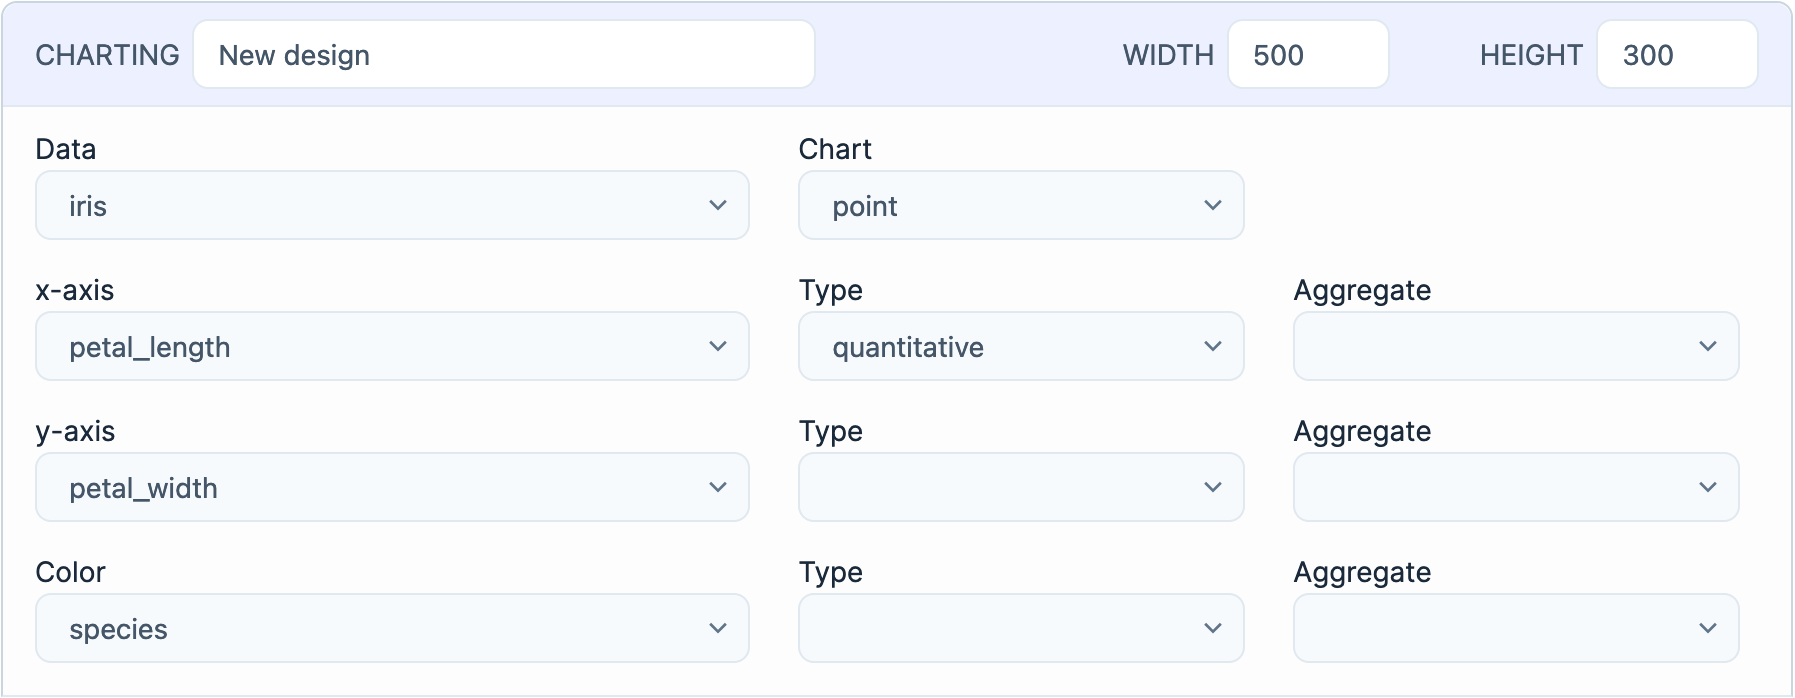 CHARTING New design WIDTH 500 HEIGHT 300
Data Chart
iris point
x-axis Type Aggregate
petal_length quantitative
y-axis Type Aggregate
petal_width
Color Type Aggregate
species